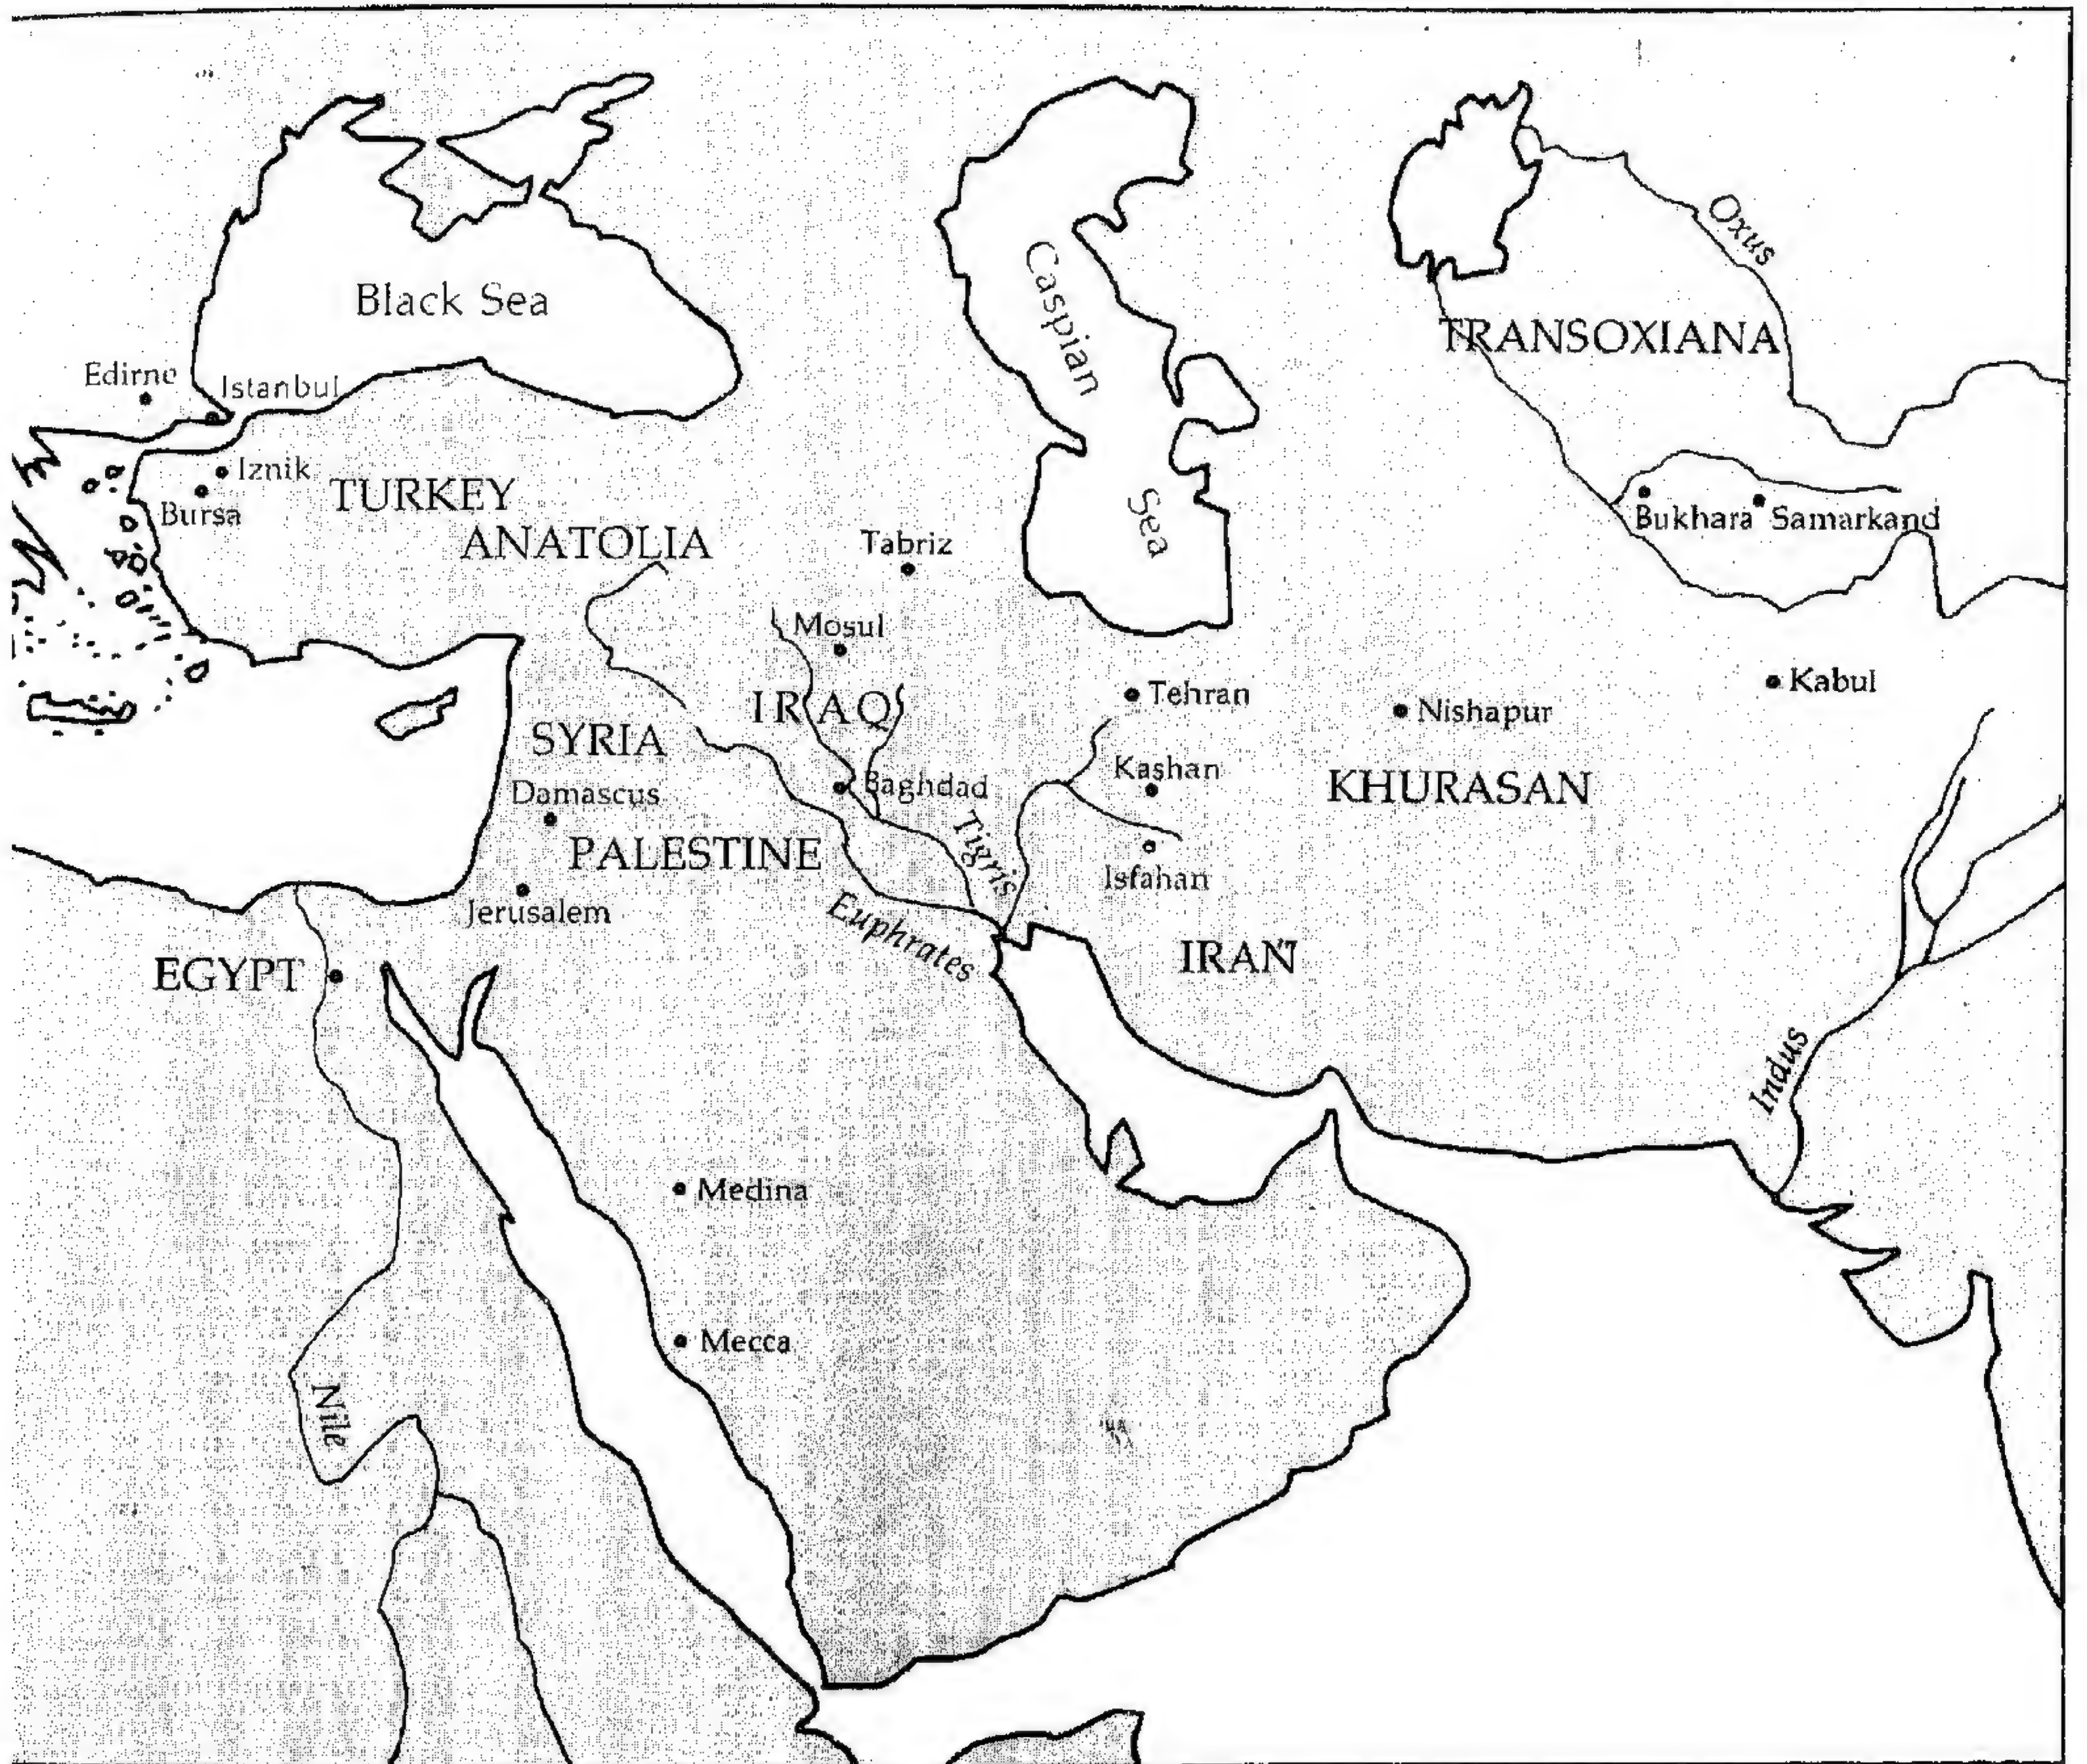 Oxus
Caspian
Sea
Black Sea
TRANSOXIANA
Edirne
Istanbul
Iznik
TURKEY
Bursa
ANATOLIA
Tabriz
Bukhara
Samarkand
Mosul
Tehran
Kabul
IRAQ
Nishapur
SYRIA
Kashan
KHURASAN
Baghdad
Damascus
Tigris
PALESTINE
Isfahan
Jerusalem
Euphrates
IRAN
EGYPT
Indus
Medina
Mecca
Nile